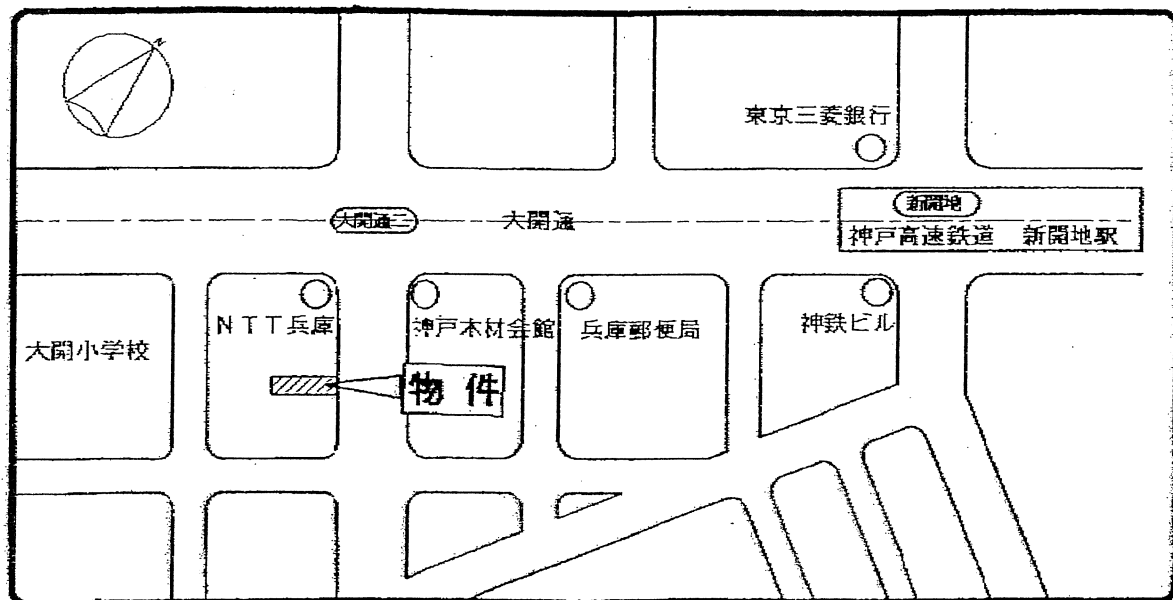 N
東京三菱銀行
新開地
大開通二
大開通
神戸高速鉄道 新開地駅
NTT兵庫
神戸木材会館
兵庫郵便局
神鉄ビル
大開小学校
物件